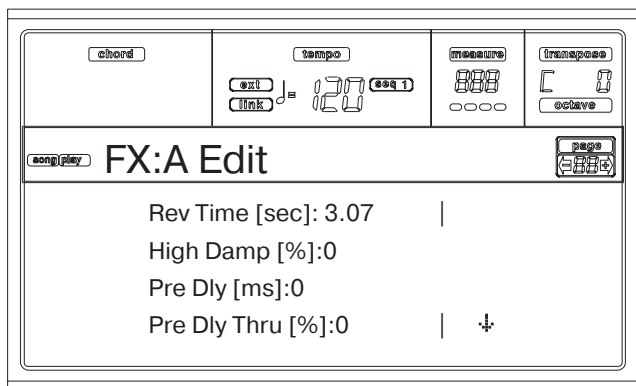 chord
tempo
measure
transpose
ext
link
♩= 120
seq 1
888
C 0
octave
song play
FX:A Edit
page
88
Rev Time [sec]: 3.07
High Damp [%]:0
Pre Dly [ms]:0
Pre Dly Thru [%]:0